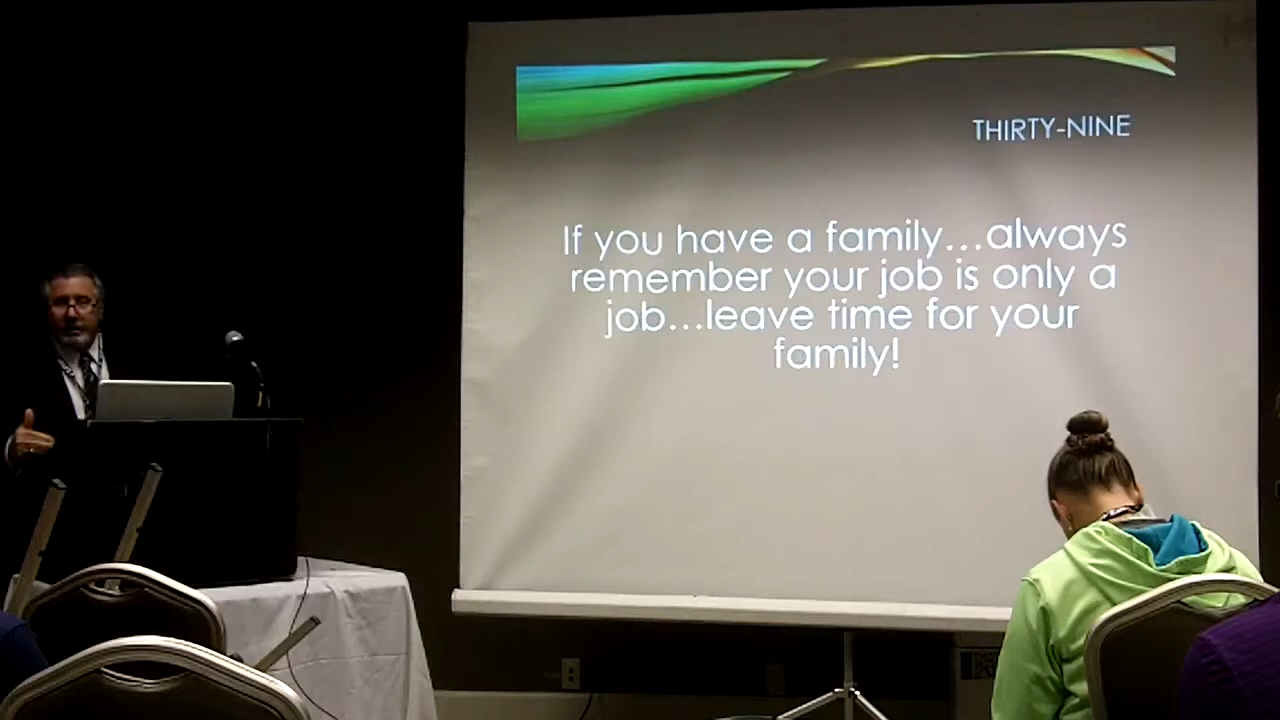 THIRTY-NINE
If you have a family...always
remember your job is only a
job...leave time for your
family!